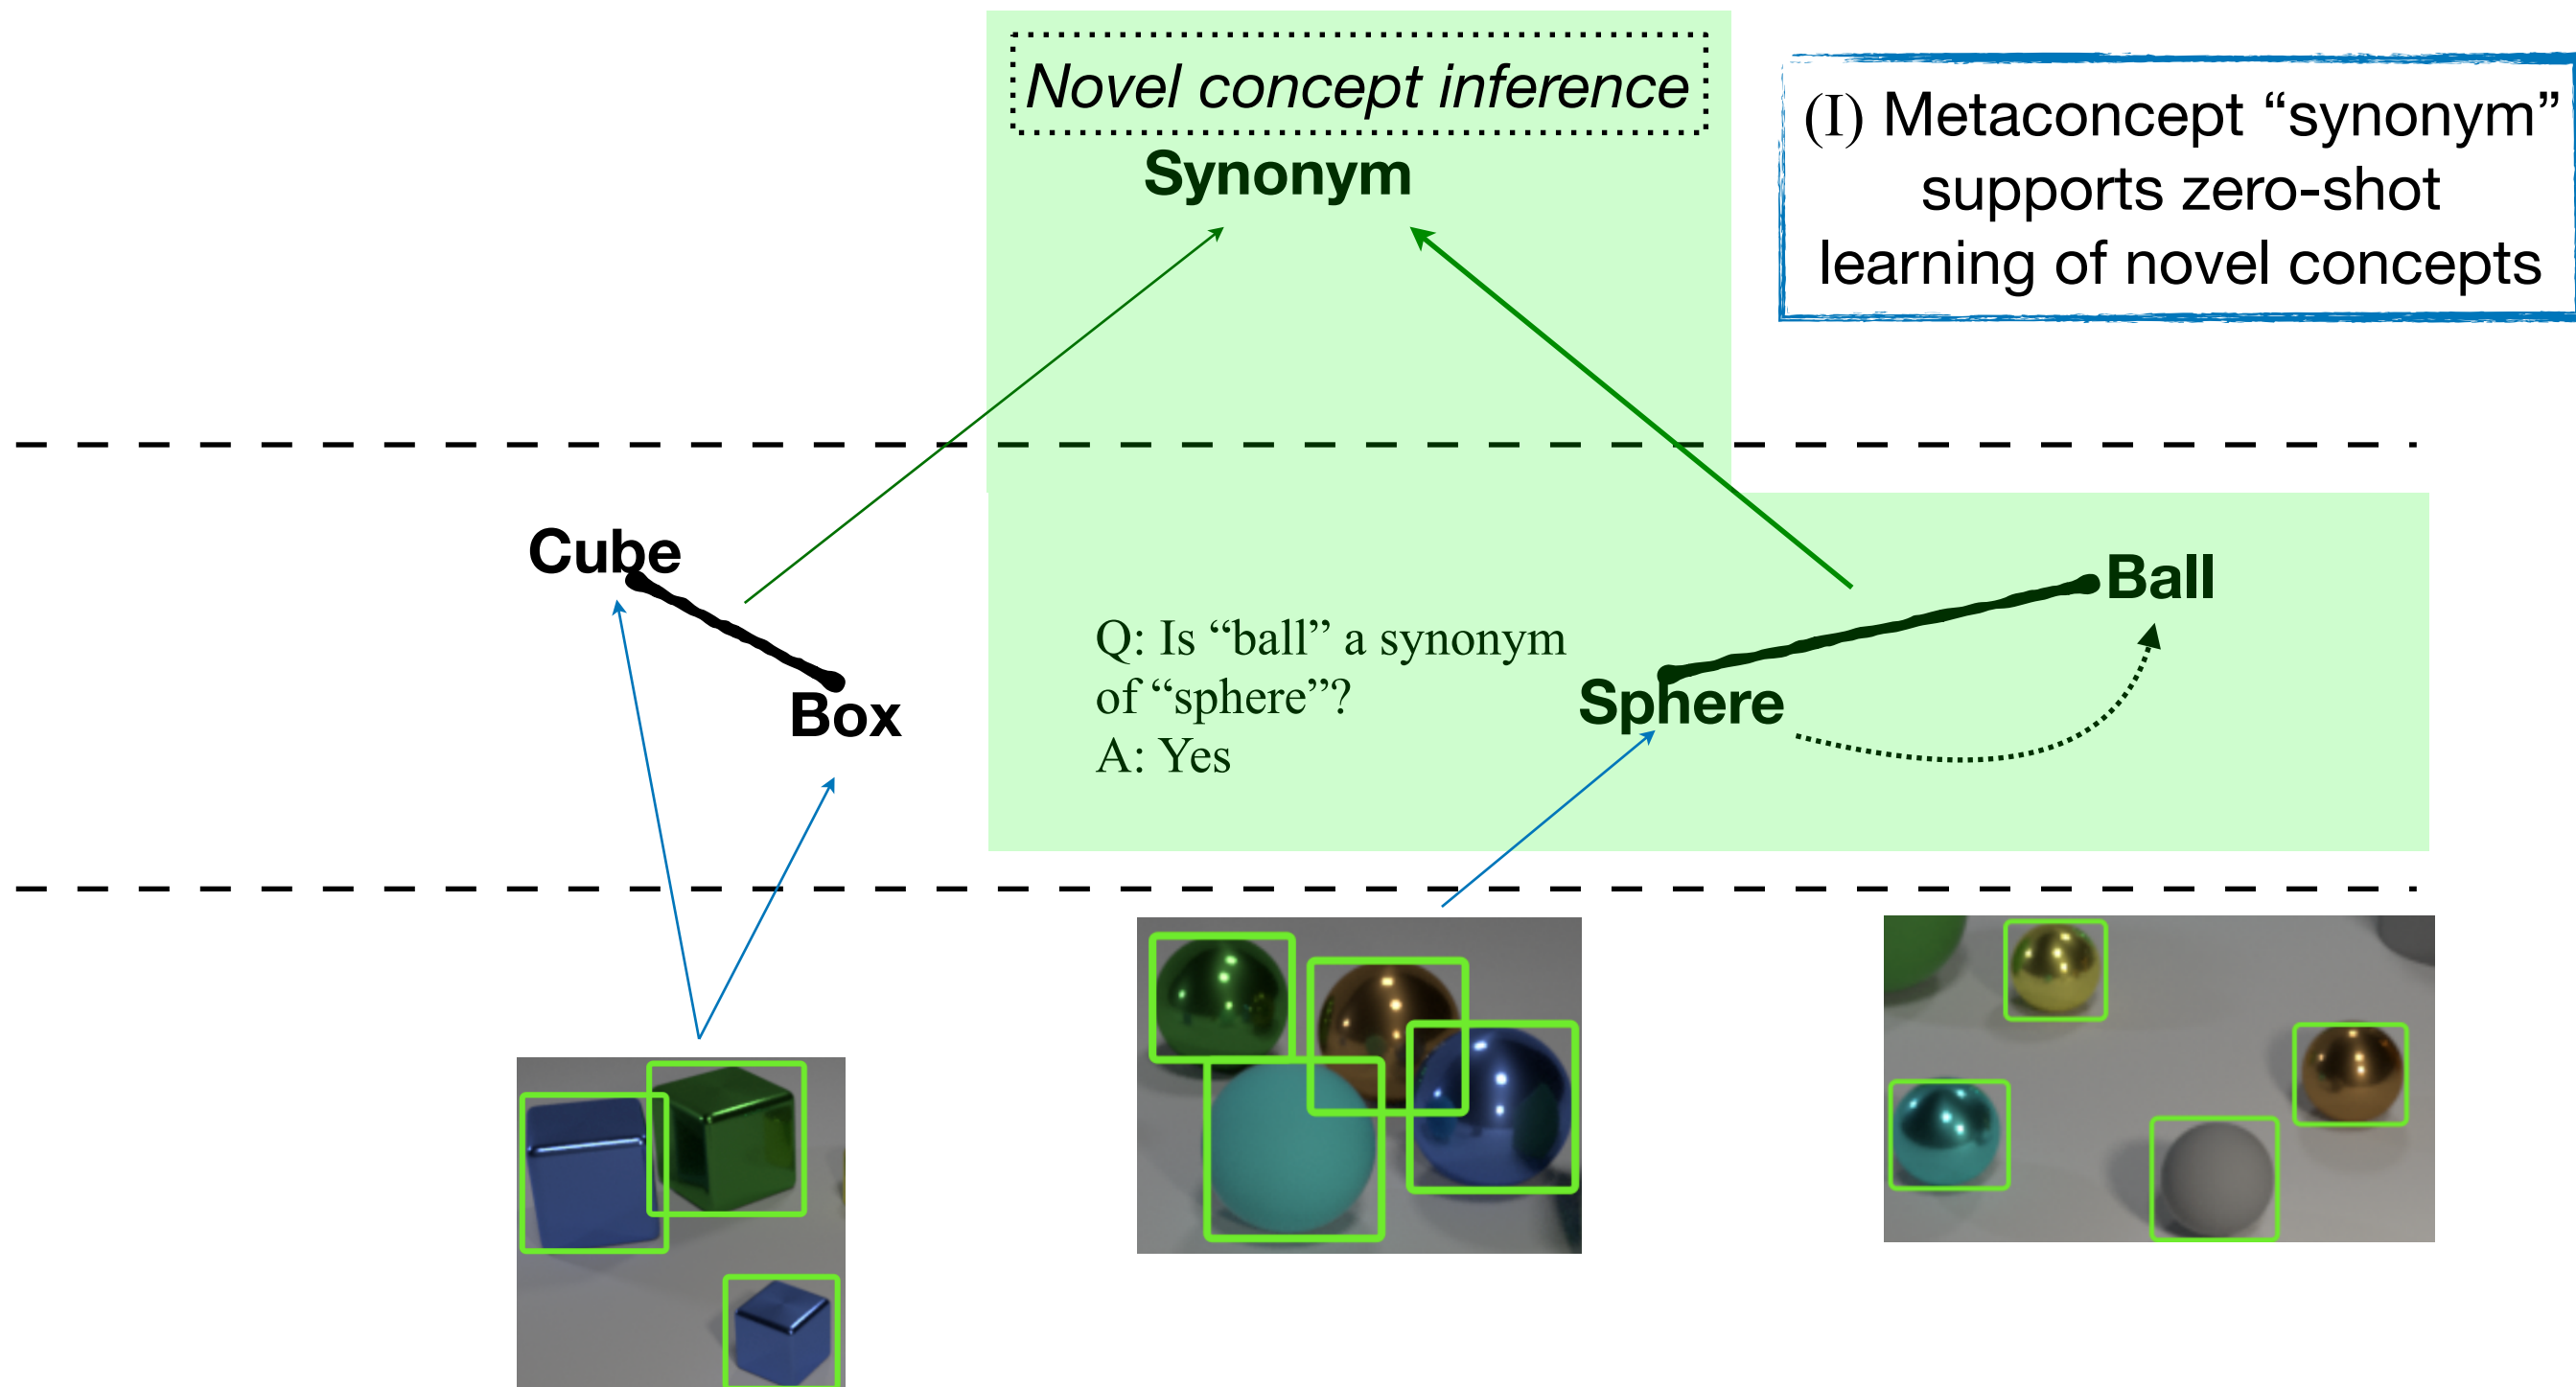 Novel concept inference
Synonym
(I) Metaconcept “synonym”
supports zero-shot
learning of novel concepts
Cube
Box
Q: Is “ball” a synonym
of “sphere”?
A: Yes
Sphere
Ball